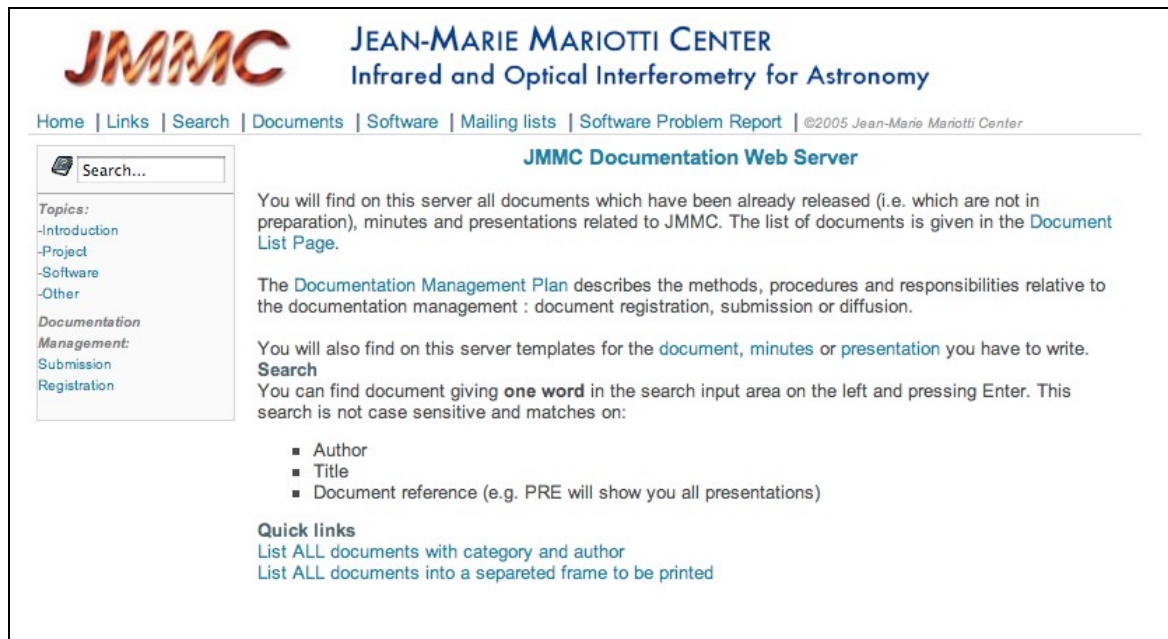 JMMC
JEAN-MARIE MARIOTTI CENTER
Infrared and Optical Interferometry for Astronomy
Home | Links | Search | Documents | Software | Mailing lists | Software Problem Report | ©2005 Jean-Marie Mariotti Center
Search...
Topics:
-Introduction
-Project
-Software
-Other
Documentation
Management:
Submission
Registration
JMMC Documentation Web Server
You will find on this server all documents which have been already released (i.e. which are not in
preparation), minutes and presentations related to JMMC. The list of documents is given in the Document
List Page.
The Documentation Management Plan describes the methods, procedures and responsibilities relative to
the documentation management : document registration, submission or diffusion.
You will also find on this server templates for the document, minutes or presentation you have to write.
Search
You can find document giving one word in the search input area on the left and pressing Enter. This
search is not case sensitive and matches on:
▪ Author
▪ Title
▪ Document reference (e.g. PRE will show you all presentations)
Quick links
List ALL documents with category and author
List ALL documents into a separeted frame to be printed